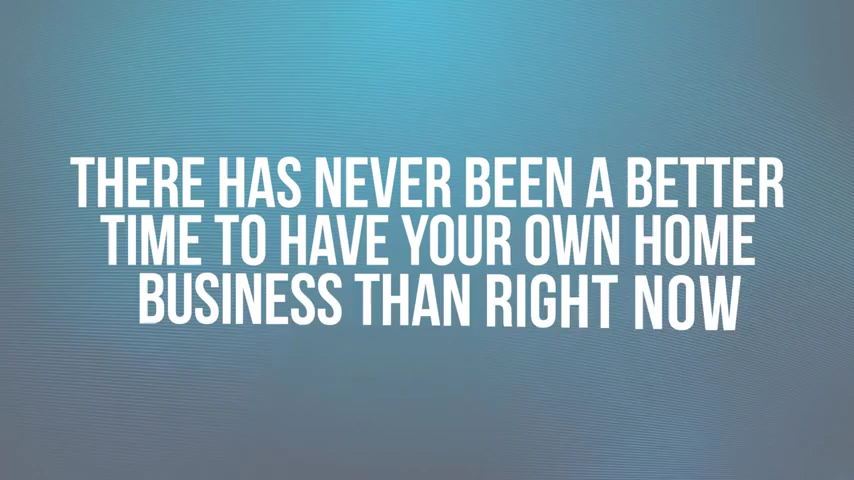 THERE HAS NEVER BEEN A BETTER
TIME TO HAVE YOUR OWN HOME
BUSINESS THAN RIGHT NOW